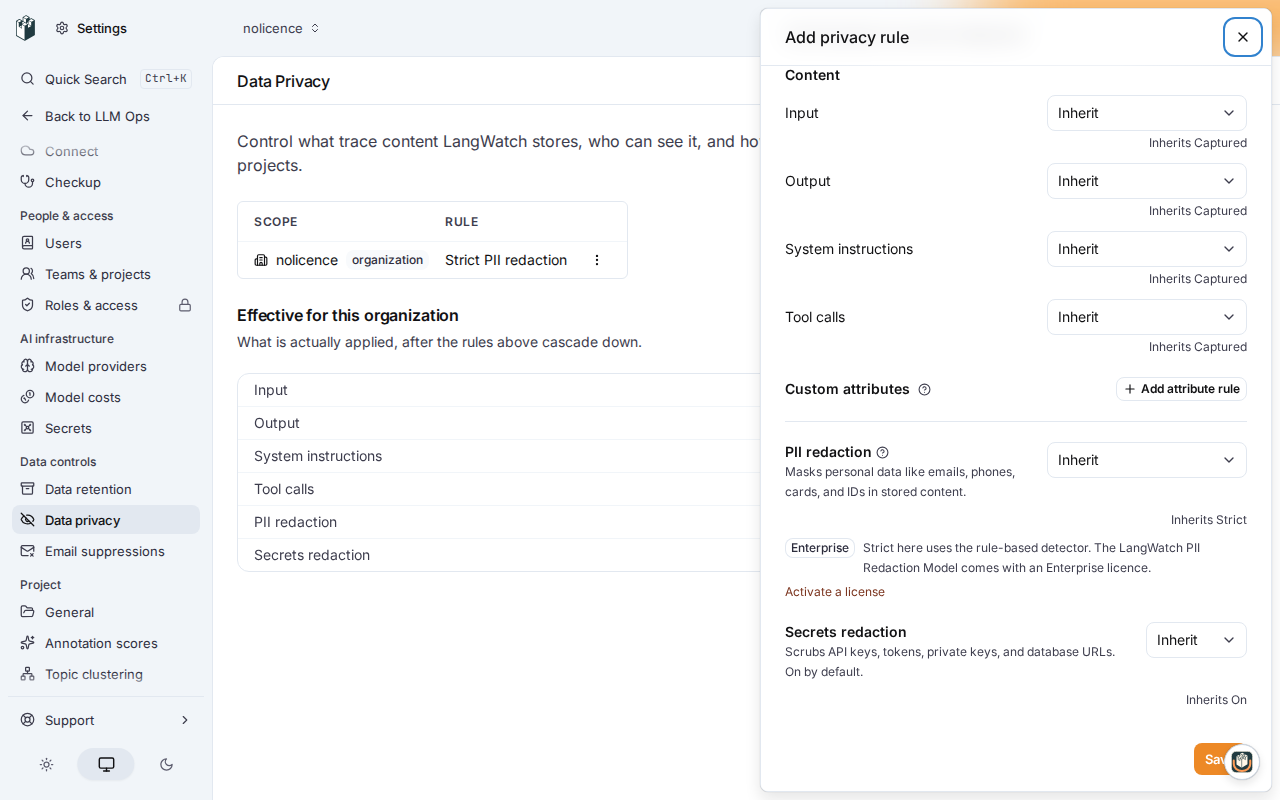 Settings
nolicence
Quick Search Ctrl+K
Back to LLM Ops
Connect
Checkup
People & access
Users
Teams & projects
Roles & access
AI infrastructure
Model providers
Model costs
Secrets
Data controls
Data retention
Data privacy
Email suppressions
Project
General
Annotation scores
Topic clustering
Support
Data Privacy
Control what trace content LangWatch stores, who can see it, and
projects.
SCOPE RULE
nolicence organization Strict PII redaction
Effective for this organization
What is actually applied, after the rules above cascade down.
Input
Output
System instructions
Tool calls
PII redaction
Secrets redaction
Add privacy rule
Content
Input Inherit
Inherits Captured
Output Inherit
Inherits Captured
System instructions Inherit
Inherits Captured
Tool calls Inherit
Inherits Captured
Custom attributes Add attribute rule
PII redaction Inherit
Masks personal data like emails, phones,
cards, and IDs in stored content.
Inherits Strict
Enterprise Strict here uses the rule-based detector. The LangWatch PII
Redaction Model comes with an Enterprise licence.
Activate a license
Secrets redaction Inherit
Scrubs API keys, tokens, private keys, and database URLs.
On by default.
Inherits On